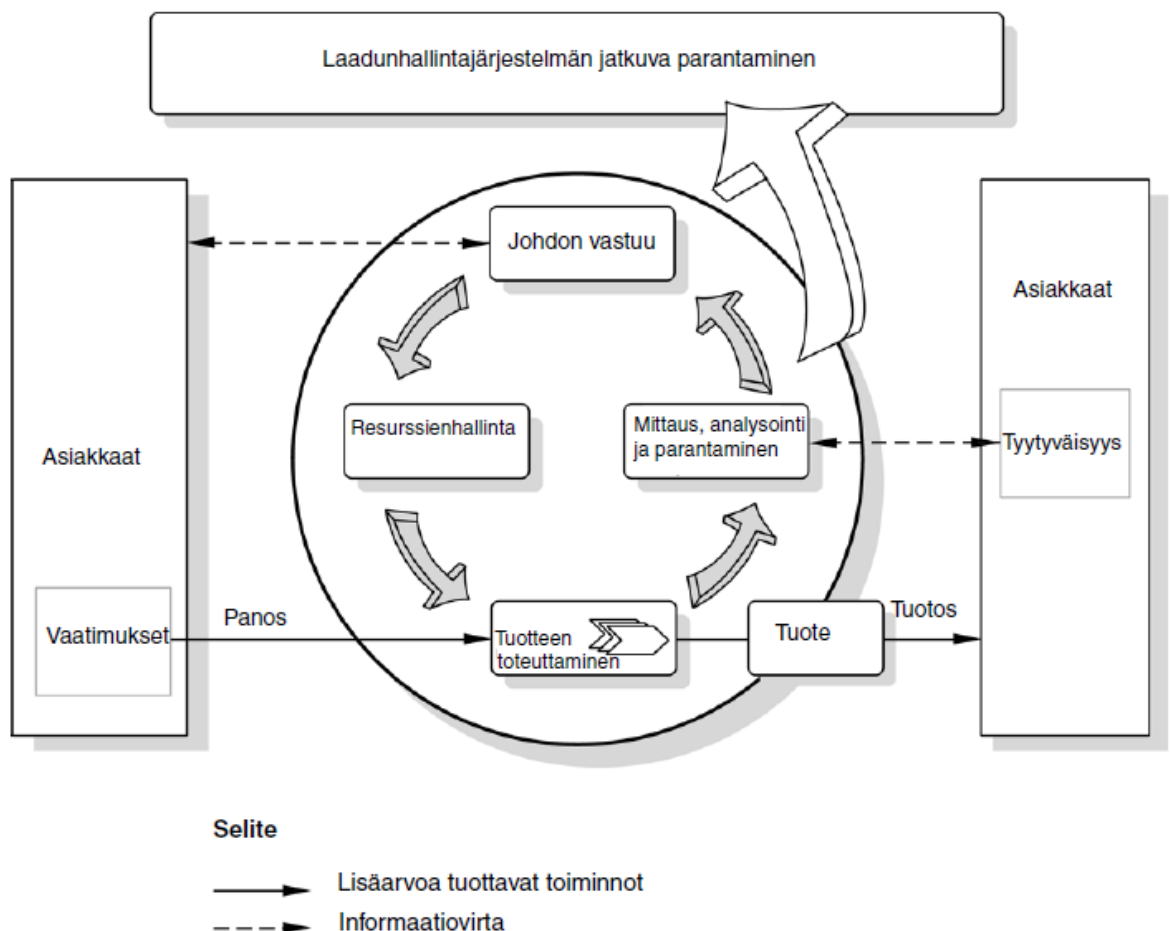 Laadunhallintajärjestelmän jatkuva parantaminen
Johdon vastuu
Asiakkaat
Resurssienhallinta
Mittaus, analysointi
ja parantaminen
Asiakkaat
Tyytyväisyys
Vaatimukset
Panos
Tuotteen
toteuttaminen
Tuote
Tuotos
Selite
Lisäarvoa tuottavat toiminnot
Informaatiovirta